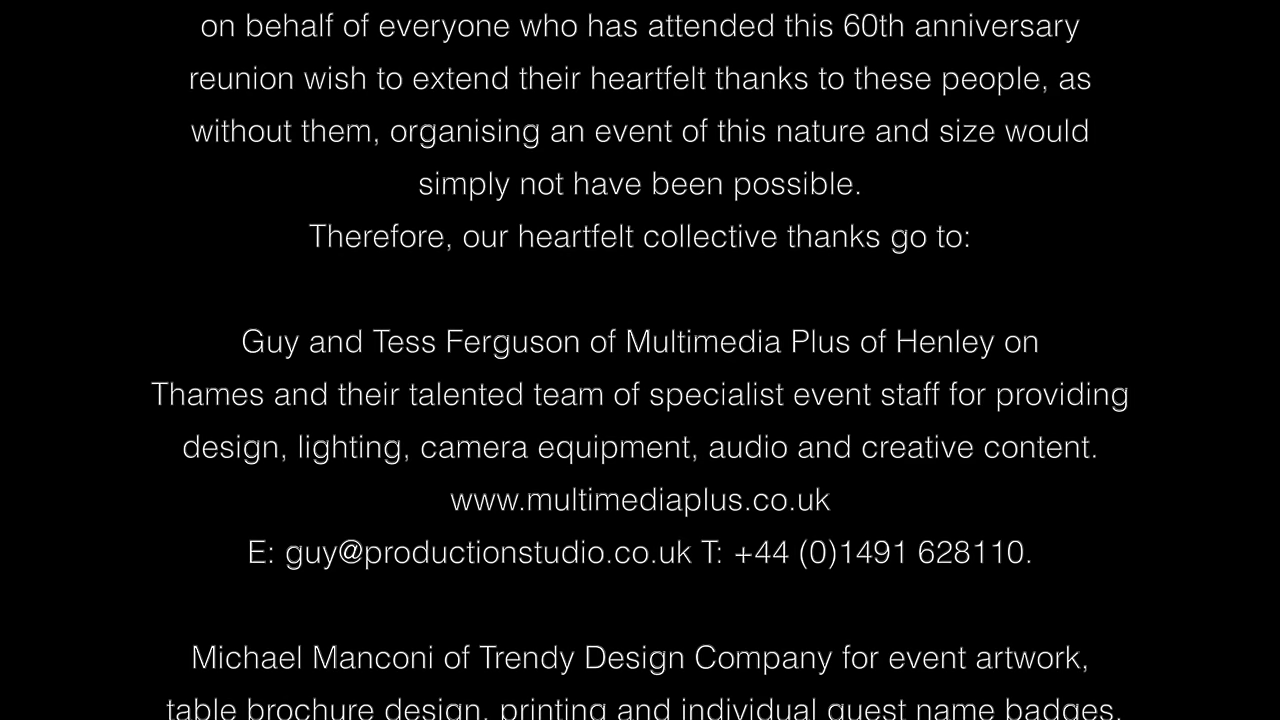 on behalf of everyone who has attended this 60th anniversary
reunion wish to extend their heartfelt thanks to these people, as
without them, organising an event of this nature and size would
simply not have been possible.
Therefore, our heartfelt collective thanks go to:
Guy and Tess Ferguson of Multimedia Plus of Henley on
Thames and their talented team of specialist event staff for providing
design, lighting, camera equipment, audio and creative content.
www.multimediaplus.co.uk
E: guy@productionstudio.co.uk T: +44 (0)1491 628110.
Michael Manconi of Trendy Design Company for event artwork,
table brochure design, printing and individual guest name badges.